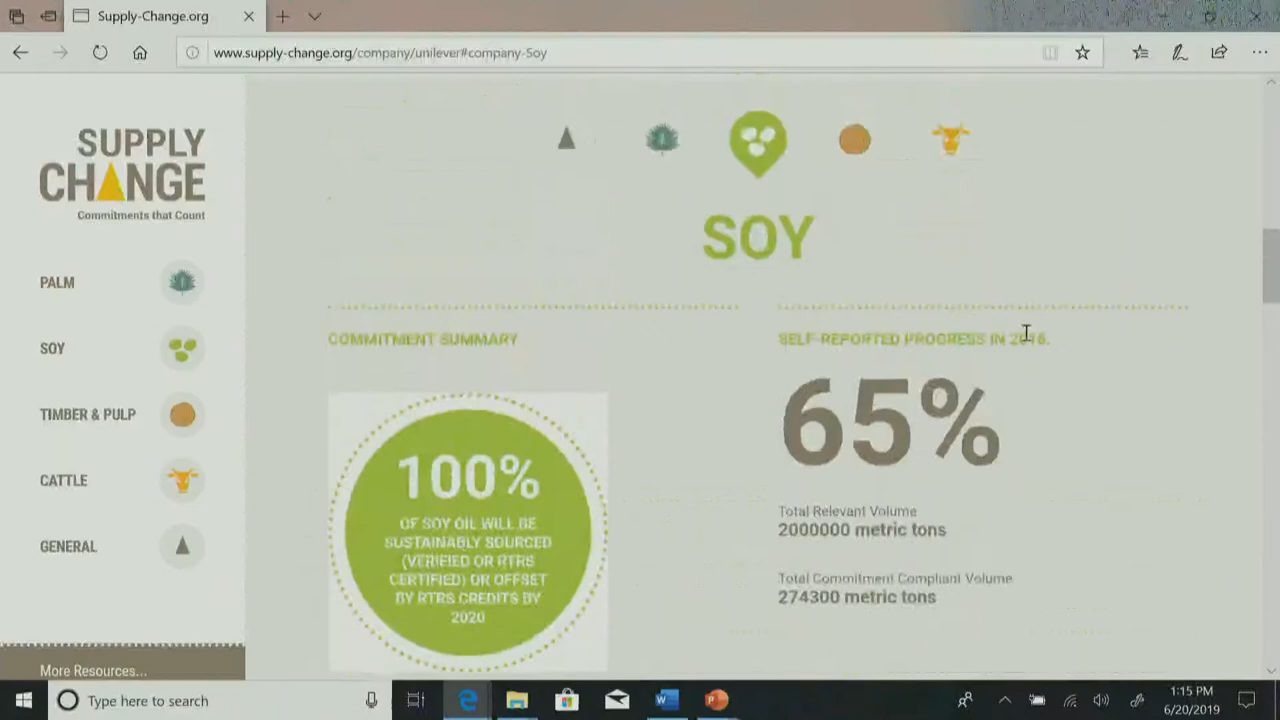 Supply-Change.org
www.supply-change.org/company/unilever#company-Soy
SUPPLY
CHANGE
Commitments that Count
PALM
SOY
TIMBER & PULP
CATTLE
GENERAL
More Resources...
SOY
COMMITMENT SUMMARY
100%
OF SOY OIL WILL BE
SUSTAINABLY SOURCED
(VERIFIED OR RTRS
CERTIFIED) OR OFFSET
BY RTRS CREDITS BY
2020
SELF-REPORTED PROGRESS IN 2016.
65%
Total Relevant Volume
2000000 metric tons
Total Commitment Compliant Volume
274300 metric tons
Type here to search
1:15 PM
6/20/2019